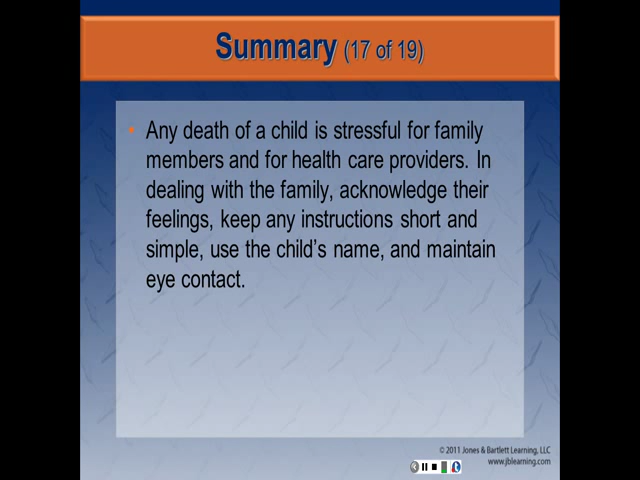 Summary (17 of 19)
• Any death of a child is stressful for family
members and for health care providers. In
dealing with the family, acknowledge their
feelings, keep any instructions short and
simple, use the child's name, and maintain
eye contact.
© 2011 Jones & Bartlett Learning, LLC
www.jblearning.com